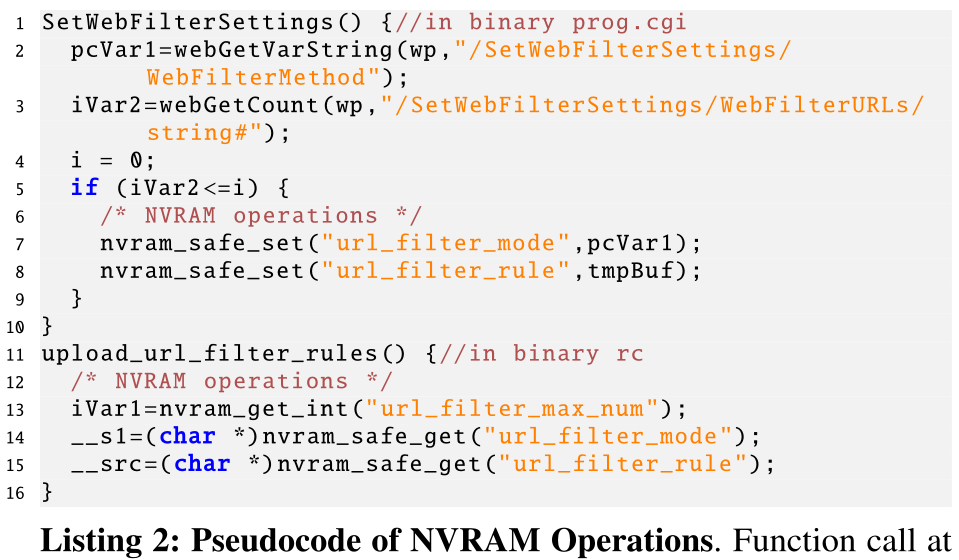 1 SetWebFilterSettings() {//in binary prog.cgi
2 pcVar1=webGetVarString(wp,"/SetWebFilterSettings/
WebFilterMethod");
3 iVar2=webGetCount(wp,"/SetWebFilterSettings/WebFilterURLs/
string#");
4 i = 0;
5 if (iVar2<=i) {
6 /* NVRAM operations */
7 nvram_safe_set("url_filter_mode",pcVar1);
8 nvram_safe_set("url_filter_rule",tmpBuf);
9 }
10 }
11 upload_url_filter_rules() {//in binary rc
12 /* NVRAM operations */
13 iVar1=nvram_get_int("url_filter_max_num");
14 __s1=(char *)nvram_safe_get("url_filter_mode");
15 __src=(char *)nvram_safe_get("url_filter_rule");
16 }
Listing 2: Pseudocode of NVRAM Operations. Function call at